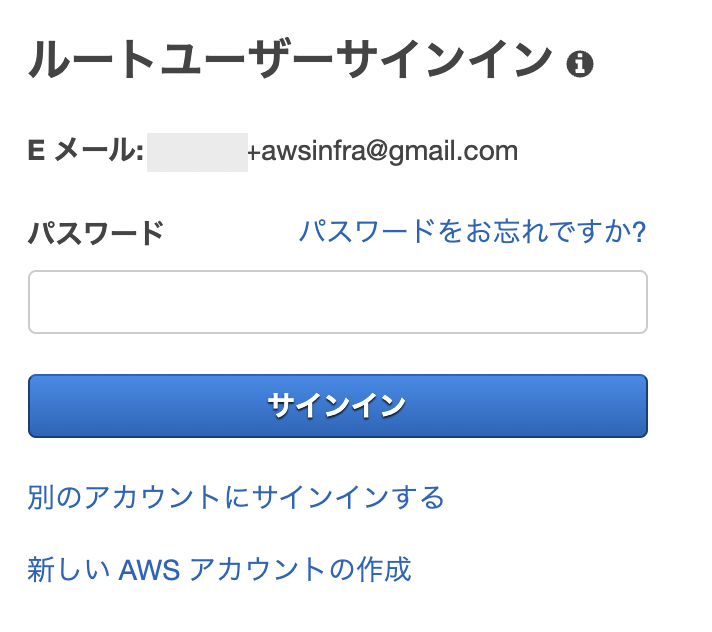 ルートユーザーサインイン
E メール: +awsinfra@gmail.com
パスワード パスワードをお忘れですか?
サインイン
別のアカウントにサインインする
新しい AWS アカウントの作成